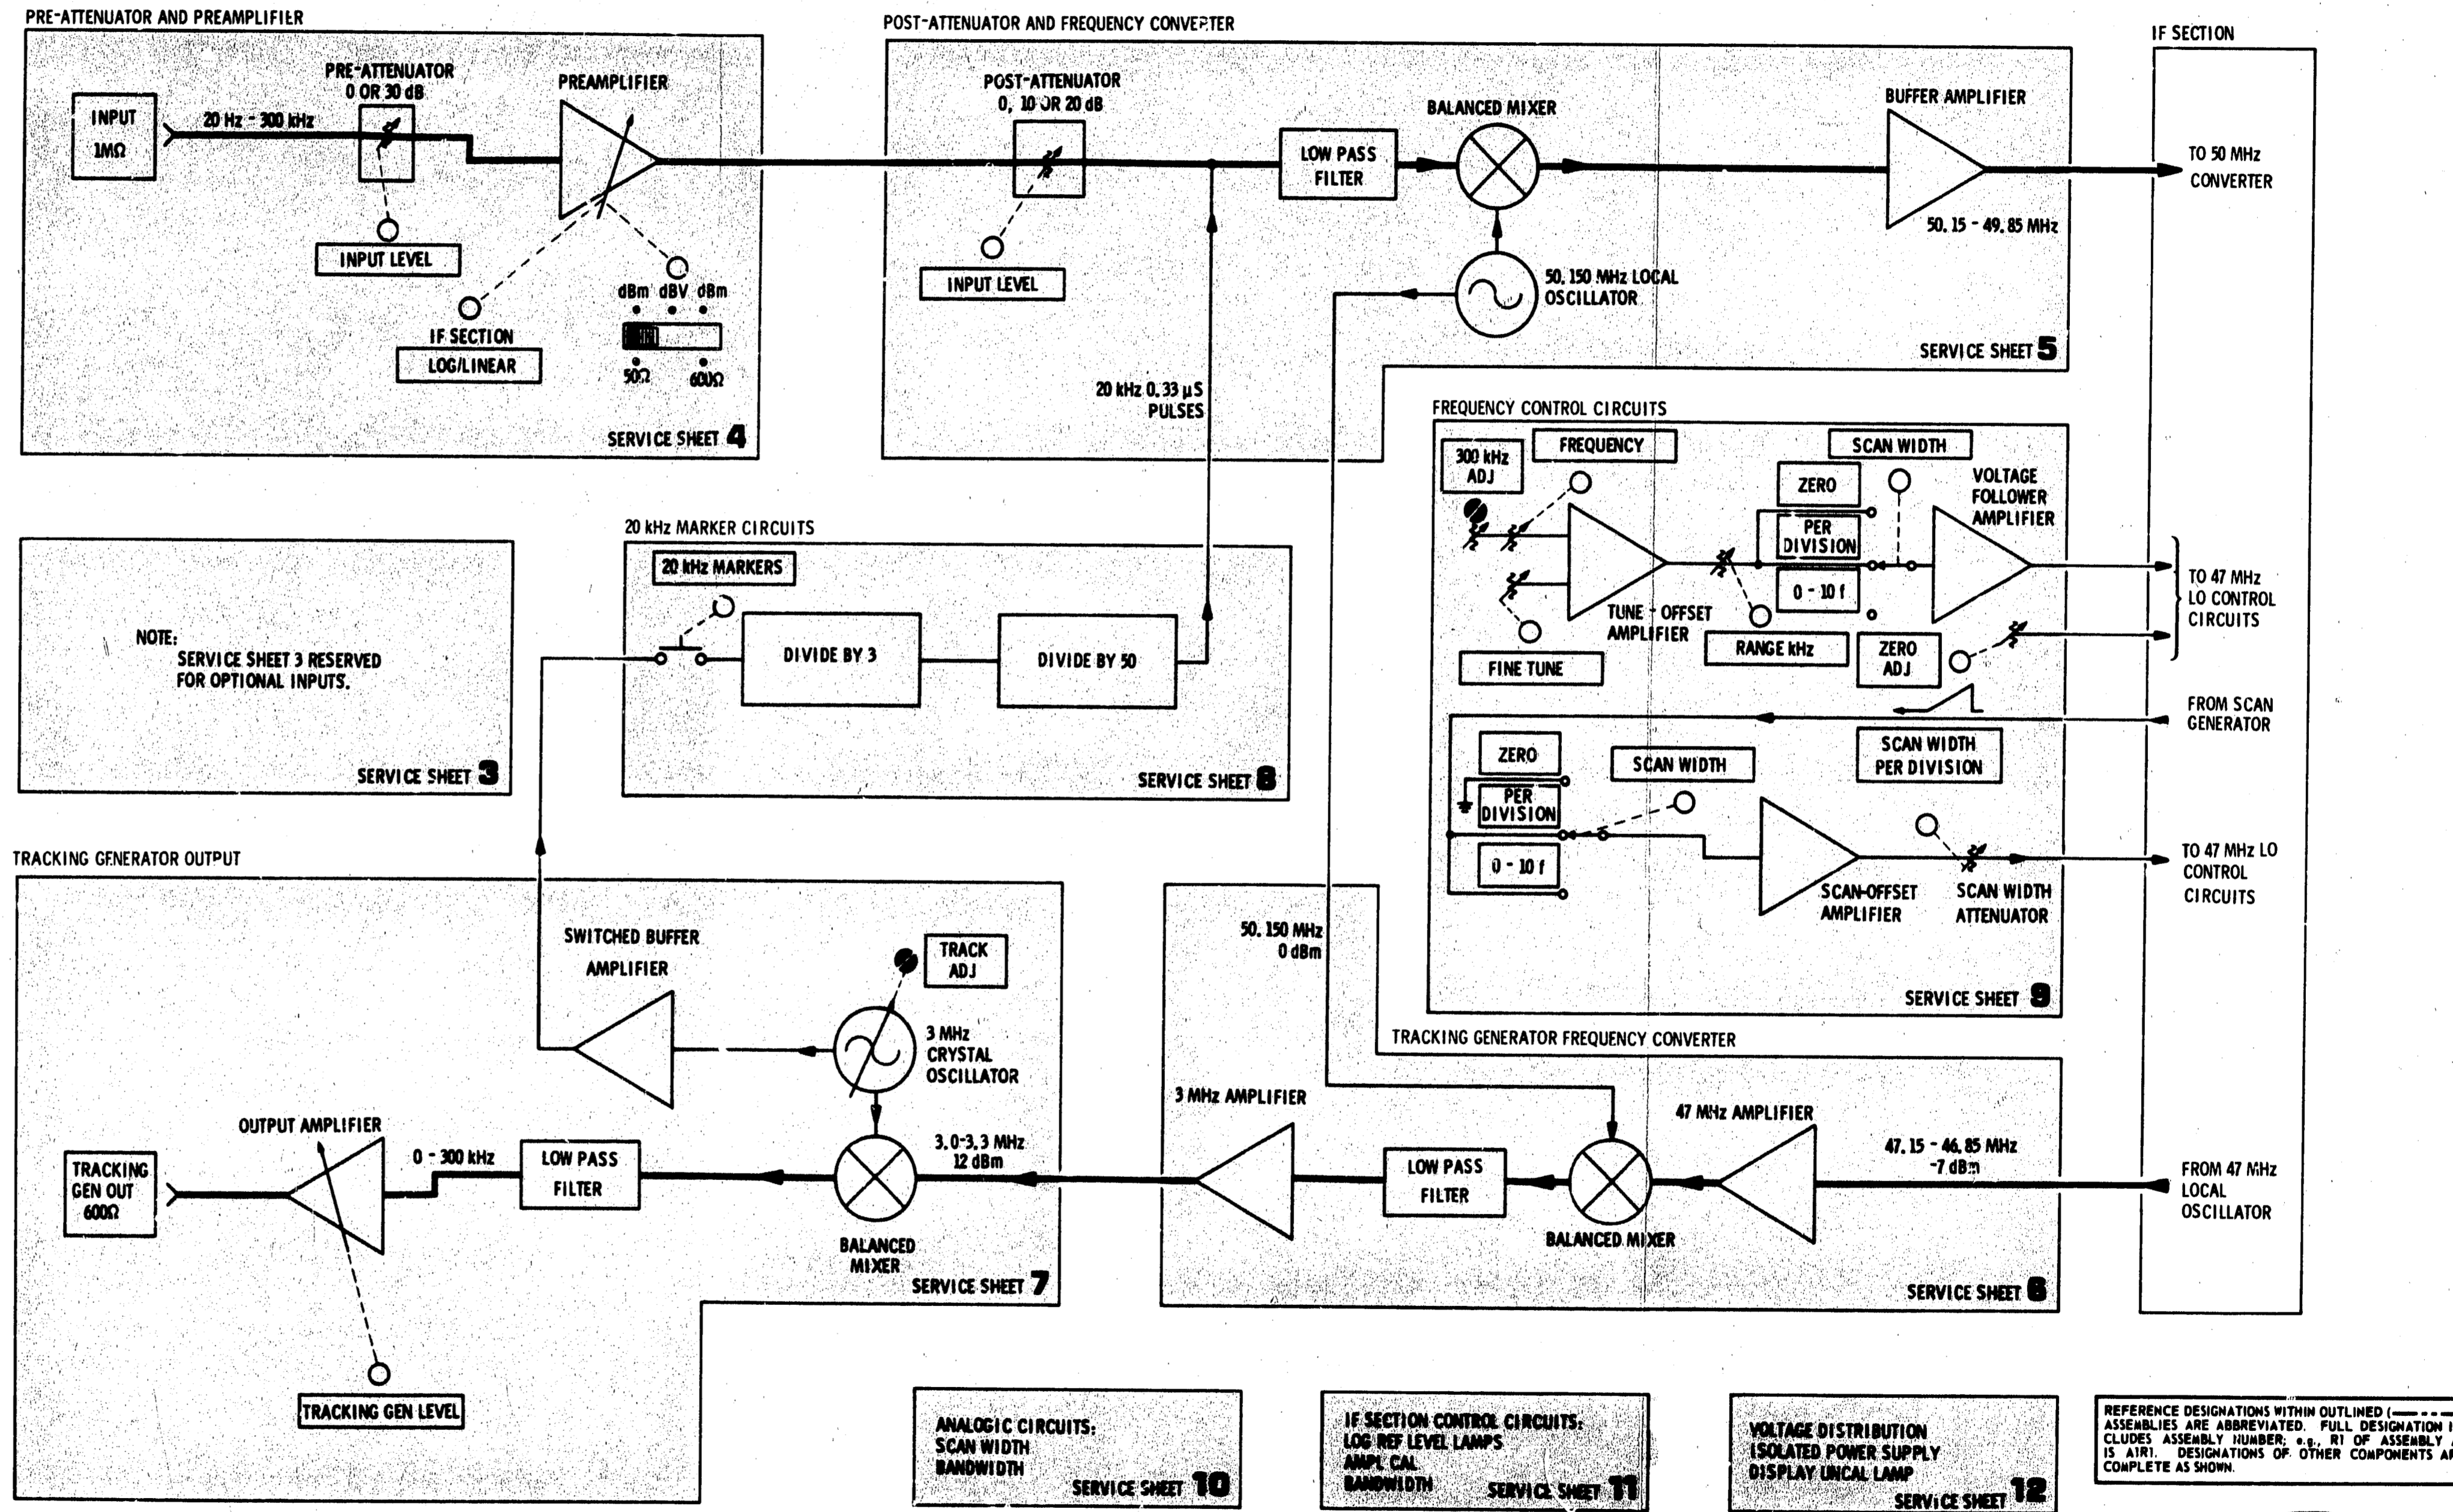 PRE-ATTENUATOR AND PREAMPLIFIER
INPUT
1MΩ
20 Hz - 300 kHz
PRE-ATTENUATOR
0 OR 30 dB
PREAMPLIFIER
INPUT LEVEL
IF SECTION
LOG/LINEAR
dBm dBV dBm
50Ω 600Ω
SERVICE SHEET 4
POST-ATTENUATOR AND FREQUENCY CONVERTER
POST-ATTENUATOR
0, 10 OR 20 dB
INPUT LEVEL
LOW PASS
FILTER
BALANCED MIXER
50.150 MHz LOCAL
OSCILLATOR
BUFFER AMPLIFIER
50.15 - 49.85 MHz
20 kHz 0.33 µS
PULSES
SERVICE SHEET 5
IF SECTION
TO 50 MHz
CONVERTER
TO 47 MHz
LO CONTROL
CIRCUITS
FROM SCAN
GENERATOR
TO 47 MHz LO
CONTROL
CIRCUITS
FROM 47 MHz
LOCAL
OSCILLATOR
FREQUENCY CONTROL CIRCUITS
300 kHz
ADJ
FREQUENCY
SCAN WIDTH
ZERO
PER
DIVISION
0 - 10 f
VOLTAGE
FOLLOWER
AMPLIFIER
TUNE - OFFSET
AMPLIFIER
FINE TUNE
RANGE kHz
ZERO
ADJ
ZERO
PER
DIVISION
0 - 10 f
SCAN WIDTH
SCAN WIDTH
PER DIVISION
SCAN-OFFSET
AMPLIFIER
SCAN WIDTH
ATTENUATOR
SERVICE SHEET 9
NOTE:
SERVICE SHEET 3 RESERVED
FOR OPTIONAL INPUTS.
SERVICE SHEET 3
20 kHz MARKER CIRCUITS
20 kHz MARKERS
DIVIDE BY 3
DIVIDE BY 50
SERVICE SHEET 8
TRACKING GENERATOR OUTPUT
SWITCHED BUFFER
AMPLIFIER
TRACK
ADJ
3 MHz
CRYSTAL
OSCILLATOR
OUTPUT AMPLIFIER
TRACKING
GEN OUT
600Ω
0 - 300 kHz
LOW PASS
FILTER
3.0-3.3 MHz
12 dBm
BALANCED
MIXER
SERVICE SHEET 7
TRACKING GEN LEVEL
TRACKING GENERATOR FREQUENCY CONVERTER
50.150 MHz
0 dBm
3 MHz AMPLIFIER
LOW PASS
FILTER
BALANCED MIXER
47 MHz AMPLIFIER
47.15 - 46.85 MHz
-7 dBm
SERVICE SHEET 6
ANALOGIC CIRCUITS:
SCAN WIDTH
BANDWIDTH
SERVICE SHEET 10
IF SECTION CONTROL CIRCUITS:
LOG REF LEVEL LAMPS
AMPL CAL
BANDWIDTH
SERVICE SHEET 11
VOLTAGE DISTRIBUTION
ISOLATED POWER SUPPLY
DISPLAY UNCAL LAMP
SERVICE SHEET 12
REFERENCE DESIGNATIONS WITHIN OUTLINED (
ASSEMBLIES ARE ABBREVIATED. FULL DESIGNATION
CLUDES ASSEMBLY NUMBER; e.g., R1 OF ASSEMBLY
IS A1R1. DESIGNATIONS OF OTHER COMPONENTS
COMPLETE AS SHOWN.